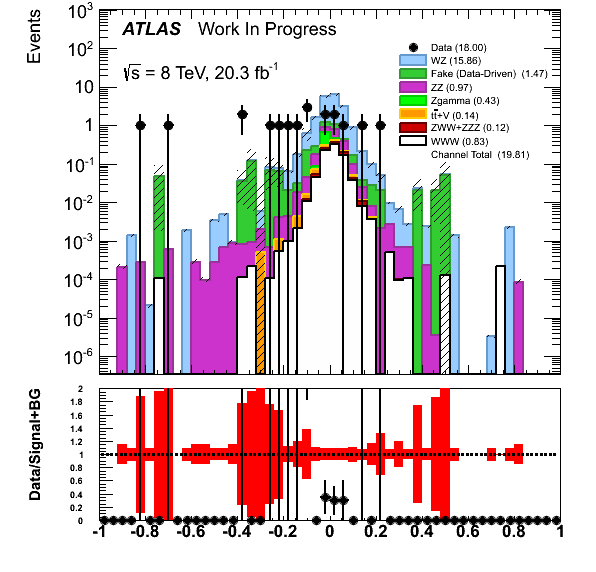 ATLAS Work In Progress
√s = 8 TeV, 20.3 fb⁻¹
Events
10³
10²
10
1
10⁻¹
10⁻²
10⁻³
10⁻⁴
10⁻⁵
10⁻⁶
Data (18.00)
WZ (15.86)
Fake (Data-Driven) (1.47)
ZZ (0.97)
Zgamma (0.43)
tt̄+V (0.14)
ZWW+ZZZ (0.12)
WWW (0.83)
Channel Total (19.81)
Data/Signal+BG
2
1.8
1.6
1.4
1.2
1
0.8
0.6
0.4
0.2
0
-1 -0.8 -0.6 -0.4 -0.2 0 0.2 0.4 0.6 0.8 1